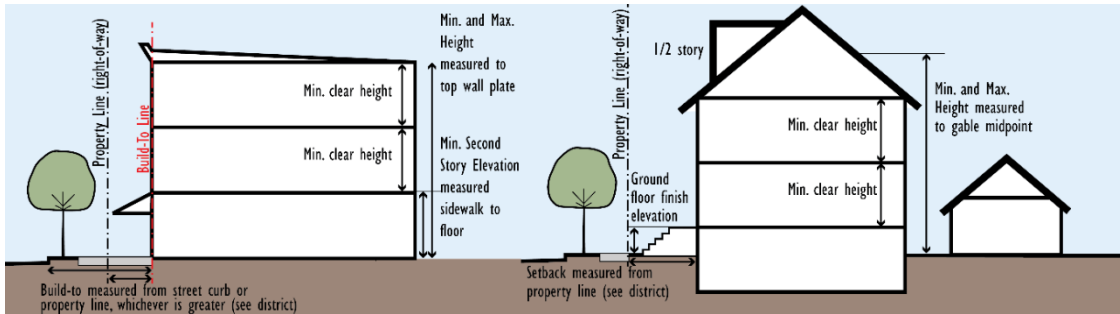 Property Line (right-of-way)
Build-To Line
Min. clear height
Min. clear height
Min. and Max.
Height
measured to
top wall plate
Min. Second
Story Elevation
measured
sidewalk to
floor
Build-to measured from street curb or
property line, whichever is greater (see district)
Property Line (right-of-way)
1/2 story
Min. clear height
Min. clear height
Ground
floor finish
elevation
Min. and Max.
Height measured
to gable midpoint
Setback measured from
property line (see district)